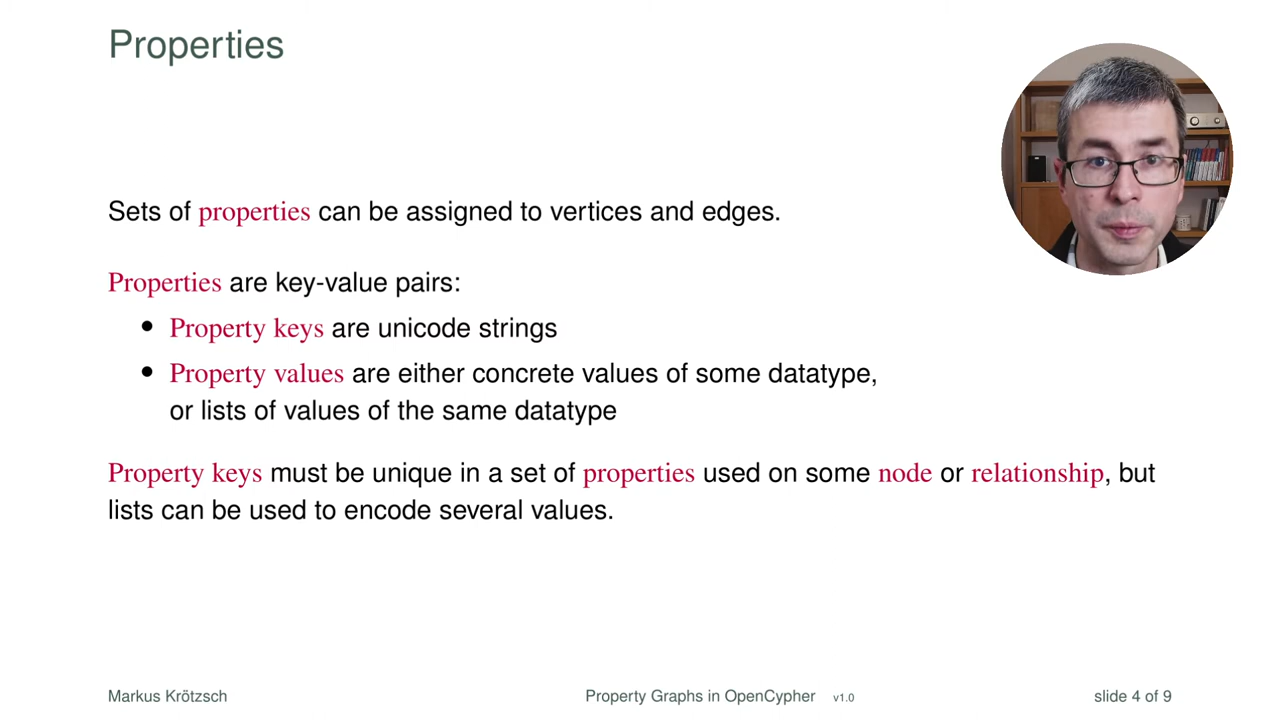 Properties
Sets of properties can be assigned to vertices and edges.
Properties are key-value pairs:
• Property keys are unicode strings
• Property values are either concrete values of some datatype,
or lists of values of the same datatype
Property keys must be unique in a set of properties used on some node or relationship, but
lists can be used to encode several values.
Markus Krötzsch Property Graphs in OpenCypher v1.0 slide 4 of 9